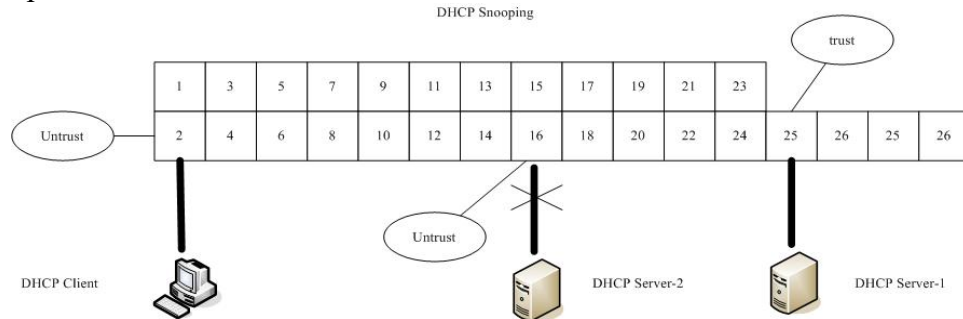 DHCP Snooping
trust
1 3 5 7 9 11 13 15 17 19 21 23
Untrust 2 4 6 8 10 12 14 16 18 20 22 24 25 26 25 26
Untrust
DHCP Client DHCP Server-2 DHCP Server-1